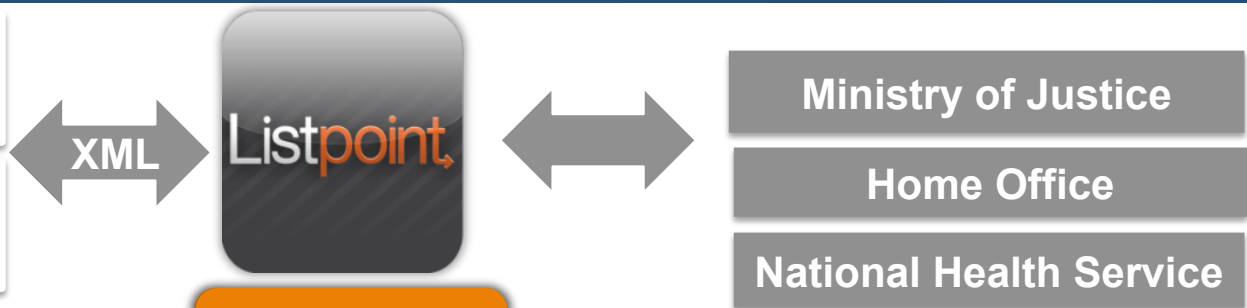 XML
Listpoint
Ministry of Justice
Home Office
National Health Service